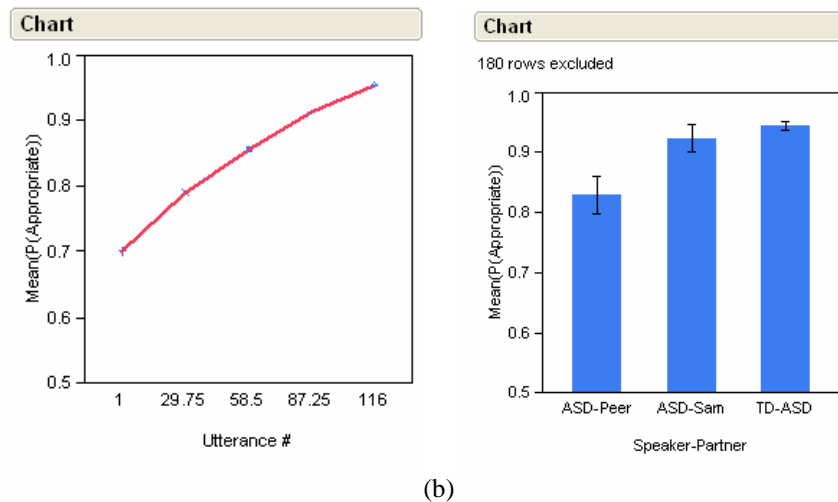 Chart
1.0
0.9
0.8
0.7
0.6
0.5
Mean(P(Appropriate))
1 29.75 58.5 87.25 116
Utterance #
Chart
180 rows excluded
1.0
0.9
0.8
0.7
0.6
0.5
Mean(P(Appropriate))
ASD-Peer ASD-Sam TD-ASD
Speaker-Partner
(b)